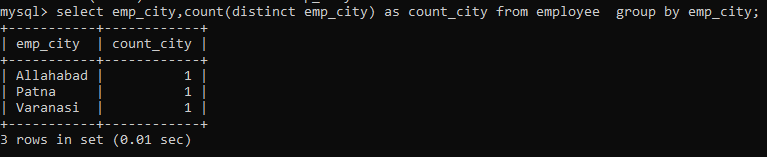 mysql> select emp_city,count(distinct emp_city) as count_city from employee  group by emp_city;
+-----------+------------+
| emp_city  | count_city |
+-----------+------------+
| Allahabad |          1 |
| Patna     |          1 |
| Varanasi  |          1 |
+-----------+------------+
3 rows in set (0.01 sec)